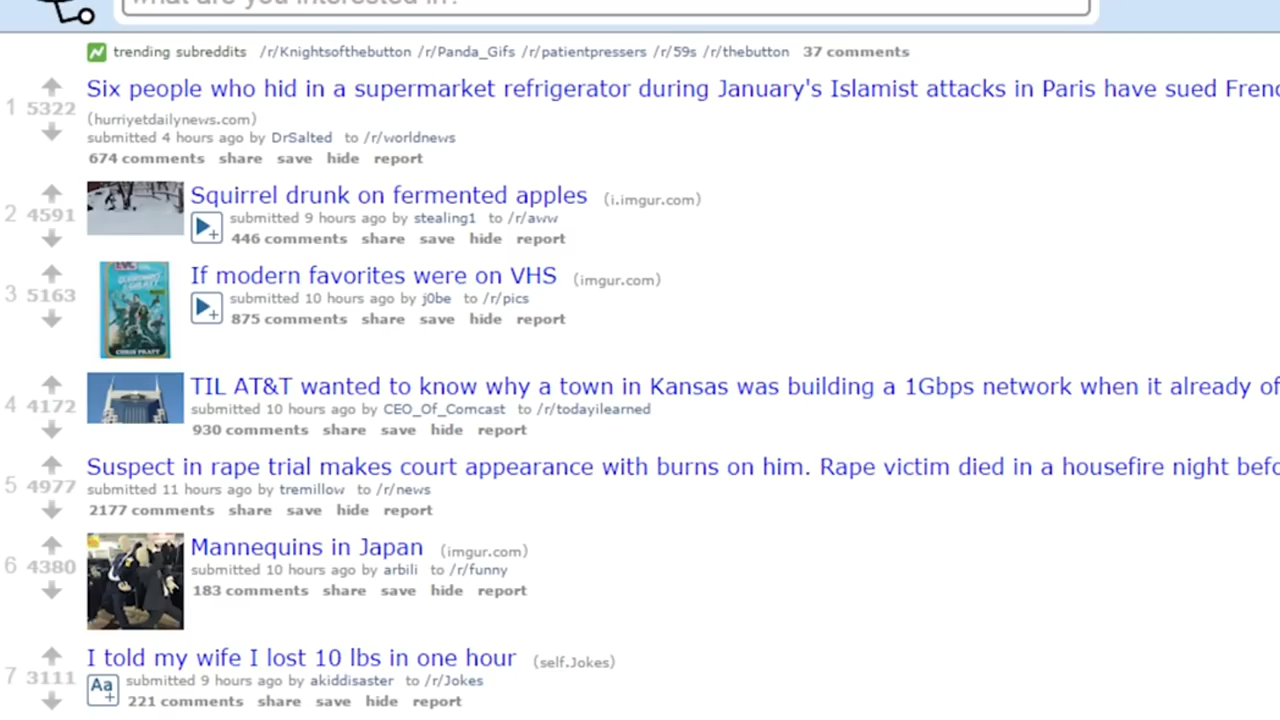 what are you interested in?
trending subreddits /r/Knightsofthebutton /r/Panda_Gifs /r/patientpressers /r/59s /r/thebutton 37 comments
Six people who hid in a supermarket refrigerator during January's Islamist attacks in Paris have sued Frenc
1 5322
(hurriyetdailynews.com)
submitted 4 hours ago by DrSalted to /r/worldnews
674 comments share save hide report
Squirrel drunk on fermented apples (i.imgur.com)
2 4591
submitted 9 hours ago by stealing1 to /r/aww
446 comments share save hide report
If modern favorites were on VHS (imgur.com)
3 5163
submitted 10 hours ago by j0be to /r/pics
875 comments share save hide report
CHRIS PRATT
TIL AT&T wanted to know why a town in Kansas was building a 1Gbps network when it already of
4 4172
submitted 10 hours ago by CEO_Of_Comcast to /r/todayilearned
930 comments share save hide report
Suspect in rape trial makes court appearance with burns on him. Rape victim died in a housefire night befo
5 4977
submitted 11 hours ago by tremillow to /r/news
2177 comments share save hide report
Mannequins in Japan (imgur.com)
6 4380
submitted 10 hours ago by arbili to /r/funny
183 comments share save hide report
I told my wife I lost 10 lbs in one hour (self.Jokes)
7 3111
Aa submitted 9 hours ago by akiddisaster to /r/Jokes
221 comments share save hide report